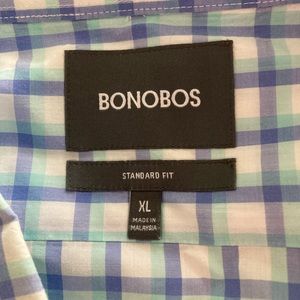 BONOBOS
STANDARD FIT
XL
MADE IN
MALAYSIA